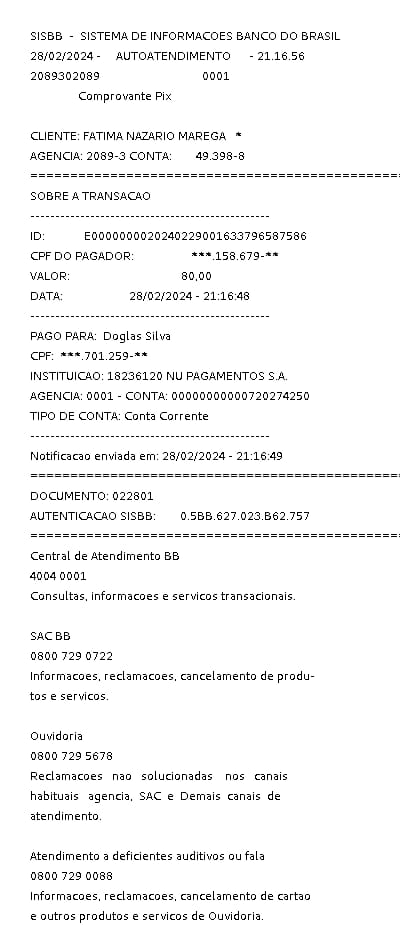 SISBB - SISTEMA DE INFORMACOES BANCO DO BRASIL
28/02/2024 - AUTOATENDIMENTO - 21.16.56
2089302089 0001
Comprovante Pix
CLIENTE: FATIMA NAZARIO MAREGA *
AGENCIA: 2089-3 CONTA: 49.398-8
================================================
SOBRE A TRANSACAO
------------------------------------------------
ID: E0000000020240229001633796587586
CPF DO PAGADOR: ***.158.679-**
VALOR: 80,00
DATA: 28/02/2024 - 21:16:48
------------------------------------------------
PAGO PARA: Doglas Silva
CPF: ***.701.259-**
INSTITUICAO: 18236120 NU PAGAMENTOS S.A.
AGENCIA: 0001 - CONTA: 00000000000720274250
TIPO DE CONTA: Conta Corrente
------------------------------------------------
Notificacao enviada em: 28/02/2024 - 21:16:49
================================================
DOCUMENTO: 022801
AUTENTICACAO SISBB: 0.5BB.627.023.B62.757
================================================
Central de Atendimento BB
4004 0001
Consultas, informacoes e servicos transacionais.
SAC BB
0800 729 0722
Informacoes, reclamacoes, cancelamento de produ-
tos e servicos.
Ouvidoria
0800 729 5678
Reclamacoes nao solucionadas nos canais
habituais agencia, SAC e Demais canais de
atendimento.
Atendimento a deficientes auditivos ou fala
0800 729 0088
Informacoes, reclamacoes, cancelamento de cartao
e outros produtos e servicos de Ouvidoria.